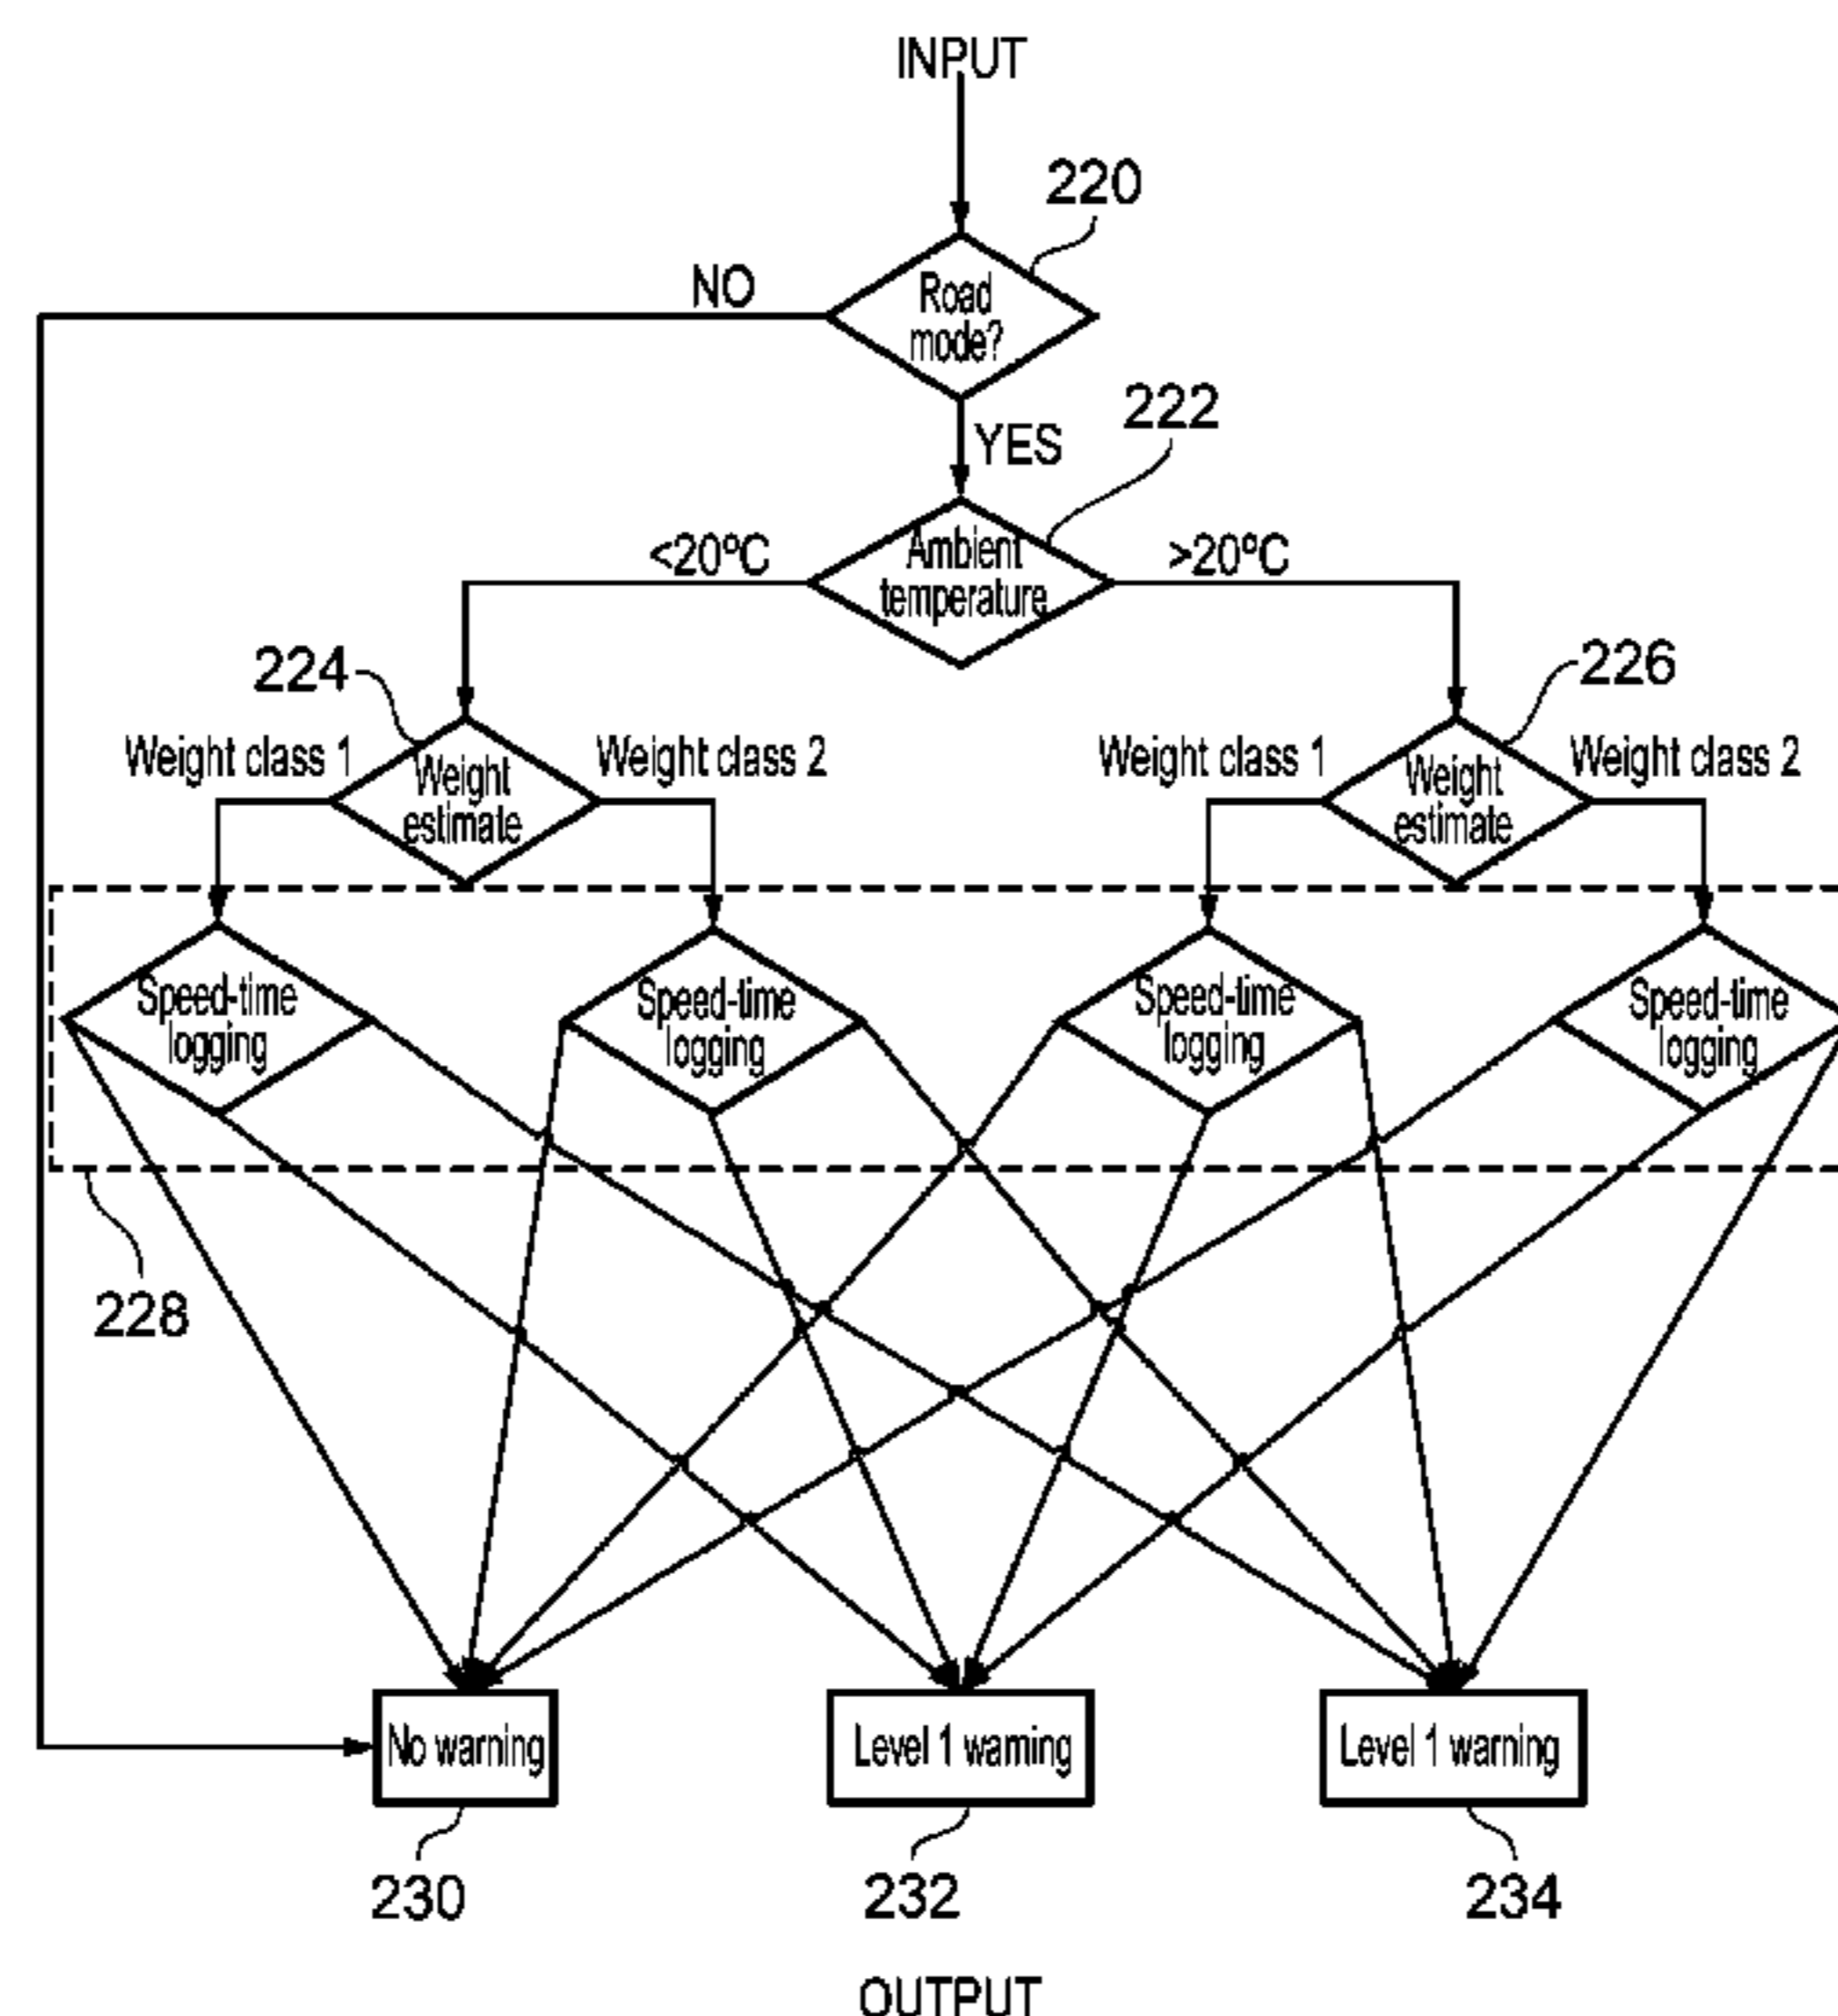 INPUT
220
NO
Road
mode?
222
YES
<20ºC
Ambient
temperature
>20ºC
224
226
Weight class 1
Weight
estimate
Weight class 2
Weight class 1
Weight
estimate
Weight class 2
Speed-time
logging
Speed-time
logging
Speed-time
logging
Speed-time
logging
228
No warning
Level 1 warning
Level 1 warning
230
232
234
OUTPUT